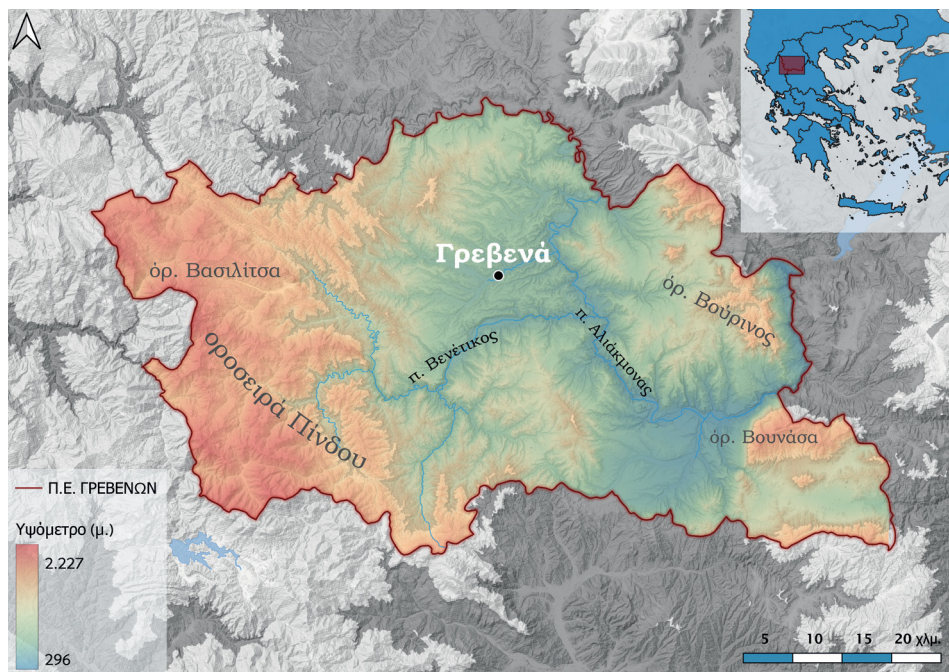 Γρεβενά
όρ. Βασιλίτσα
όρ. Βούρινος
π. Αλιάκμονας
π. Βενέτικος
οροσειρά Πίνδου
όρ. Βουνάσα
Π.Ε. ΓΡΕΒΕΝΩΝ
Υψόμετρο (μ.)
2.227
296
5 10 15 20 χλμ.